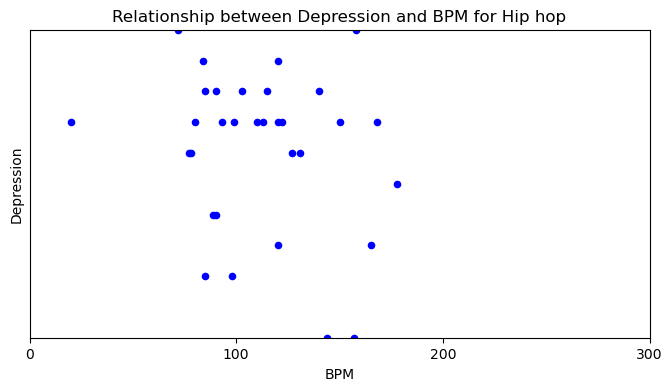 Relationship between Depression and BPM for Hip hop
Depression
0 100 200 300
BPM